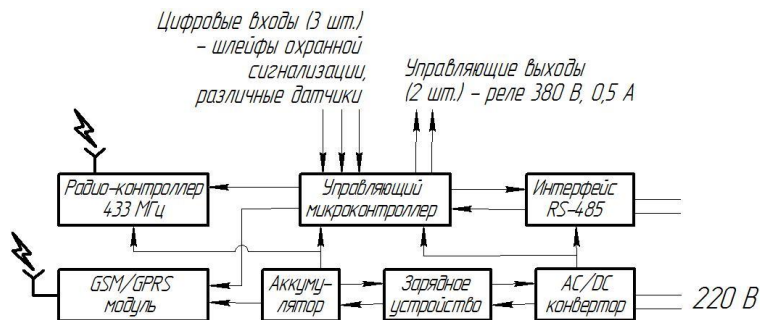 Цифровые входы (3 шт.)
– шлейфы охранной
сигнализации,
различные датчики
Управляющие выходы
(2 шт.) – реле 380 В, 0,5 А
Радио-контроллер
433 МГц
Управляющий
микроконтроллер
Интерфейс
RS-485
GSM/GPRS
модуль
Аккуму-
лятор
Зарядное
устройство
AC/DC
конвертор
220 В